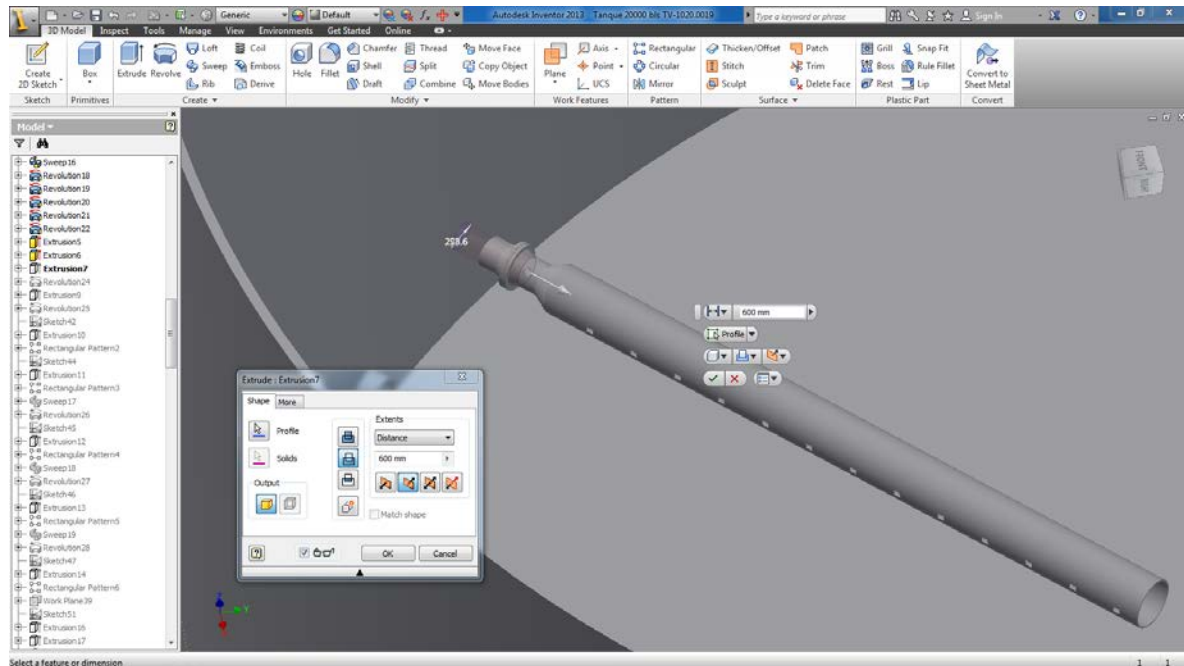 Generic
Default
Autodesk Inventor 2013 Tanque 20000 bls TV-1020.0019
Type a keyword or phrase
Sign In
3D Model Inspect Tools Manage View Environments Get Started Online
Create 2D Sketch
Box
Extrude Revolve
Loft
Sweep
Rib
Coil
Emboss
Derive
Hole Fillet
Chamfer
Shell
Draft
Thread
Split
Combine
Move Face
Copy Object
Move Bodies
Plane
Axis
Point
UCS
Rectangular
Circular
Mirror
Thicken/Offset
Stitch
Sculpt
Patch
Trim
Delete Face
Grill
Boss
Rest
Snap Fit
Rule Fillet
Lip
Convert to Sheet Metal
Sketch Primitives Create Modify Work Features Pattern Surface Plastic Part Convert
Model
Sweep16
Revolution18
Revolution19
Revolution20
Revolution21
Revolution22
Extrusion5
Extrusion6
Extrusion7
Revolution24
Extrusion9
Revolution25
Sketch42
Extrusion10
Rectangular Pattern2
Sketch44
Extrusion11
Rectangular Pattern3
Sweep17
Revolution26
Sketch45
Extrusion12
Rectangular Pattern4
Sweep18
Revolution27
Sketch46
Extrusion13
Rectangular Pattern5
Sweep19
Revolution28
Sketch47
Extrusion14
Rectangular Pattern6
Work Plane39
Sketch51
Extrusion16
Extrusion17
FRONT
600 mm
Profile
Extrude : Extrusion7
Shape More
Profile
Solids
Output
Extents
Distance
600 mm
Match shape
OK Cancel
Select a feature or dimension
1 1